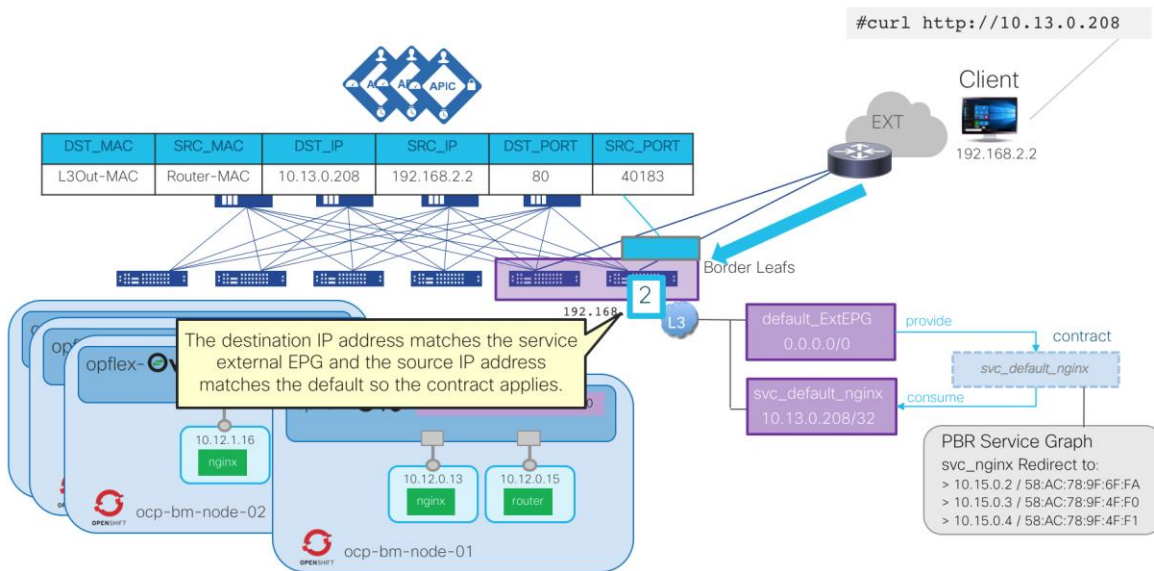 #curl http://10.13.0.208
Client
EXT
192.168.2.2
APIC
DST_MAC SRC_MAC DST_IP SRC_IP DST_PORT SRC_PORT
L3Out-MAC Router-MAC 10.13.0.208 192.168.2.2 80 40183
Border Leafs
192.168
2
L3
The destination IP address matches the service
external EPG and the source IP address
matches the default so the contract applies.
default_ExtEPG
0.0.0.0/0
provide
contract
svc_default_nginx
svc_default_nginx
10.13.0.208/32
consume
PBR Service Graph
svc_nginx Redirect to:
> 10.15.0.2 / 58:AC:78:9F:6F:FA
> 10.15.0.3 / 58:AC:78:9F:4F:F0
> 10.15.0.4 / 58:AC:78:9F:4F:F1
opflex-
10.12.1.16
nginx
OPENSHIFT
ocp-bm-node-02
10.12.0.13
nginx
10.12.0.15
router
OPENSHIFT
ocp-bm-node-01